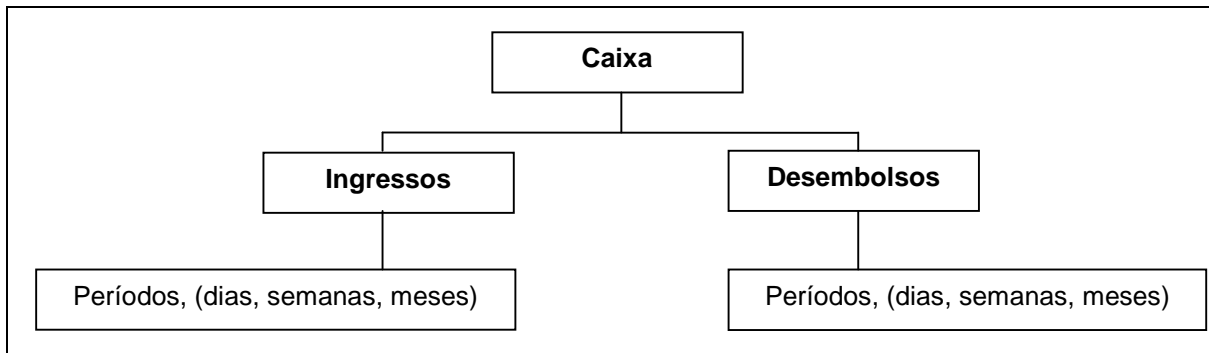 Caixa
Ingressos
Desembolsos
Períodos, (dias, semanas, meses)
Períodos, (dias, semanas, meses)